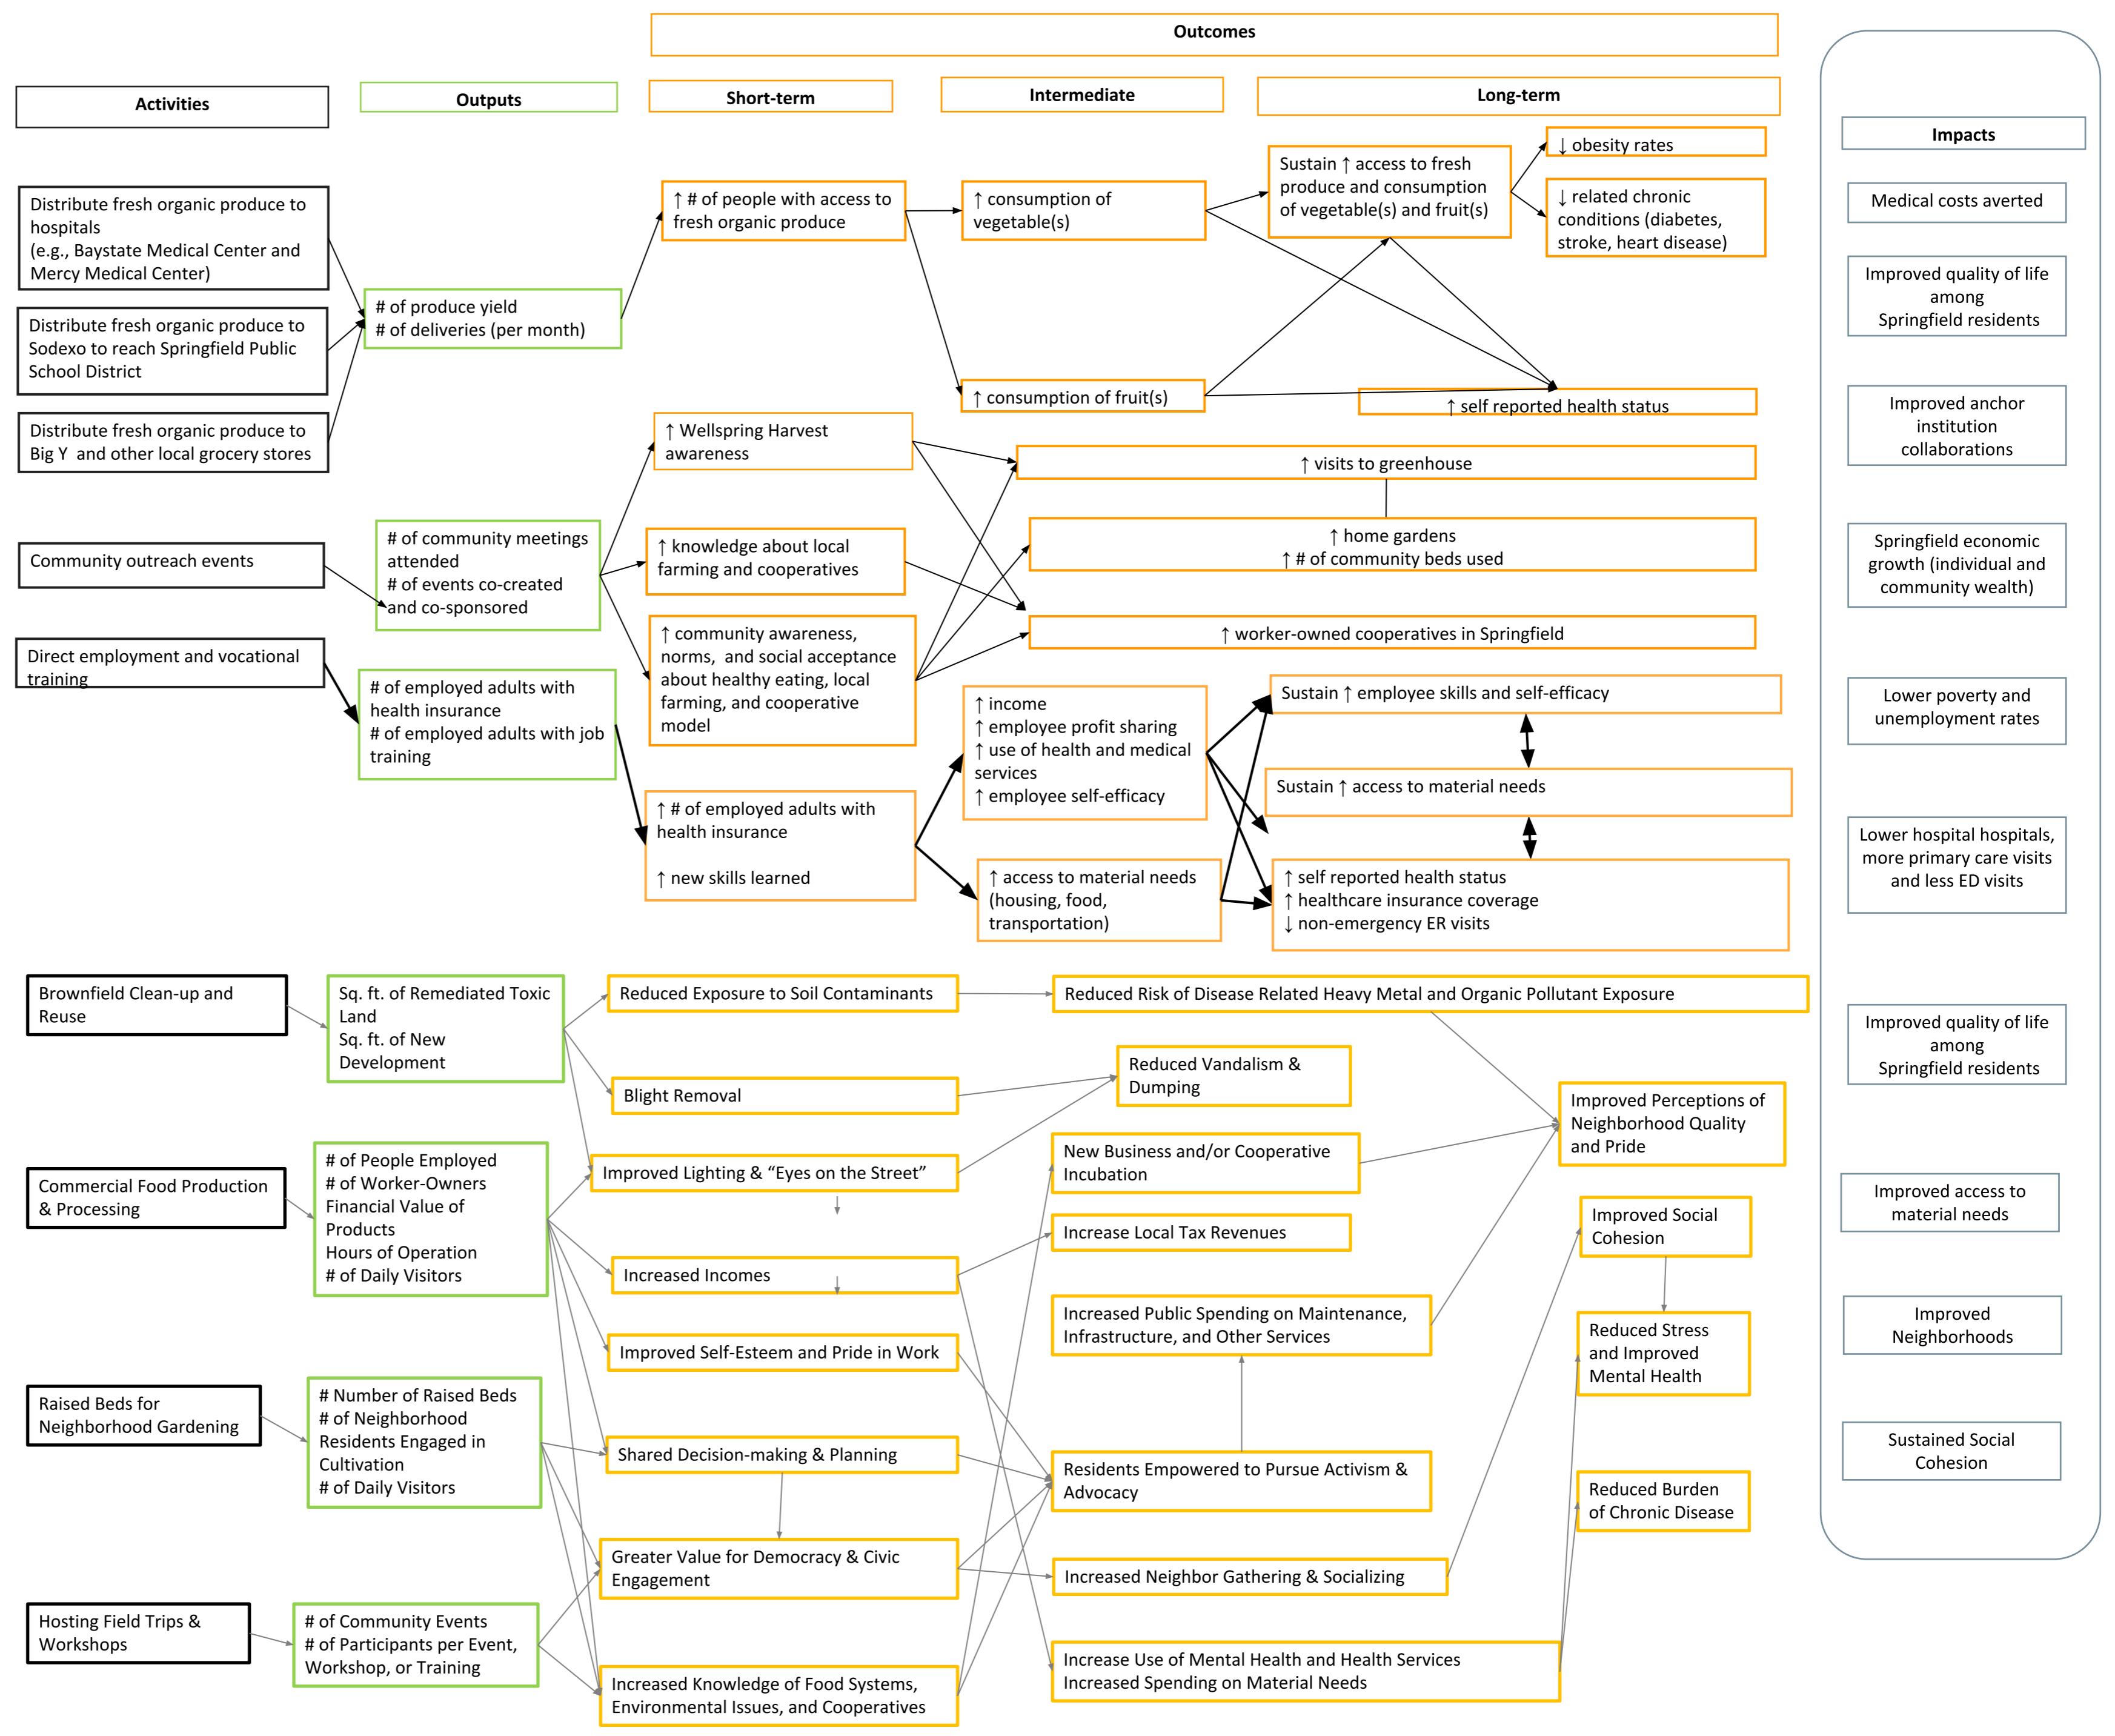 Outcomes
Activities
Outputs
Short-term
Intermediate
Long-term
Impacts
Distribute fresh organic produce to
hospitals
(e.g., Baystate Medical Center and
Mercy Medical Center)
Distribute fresh organic produce to
Sodexo to reach Springfield Public
School District
Distribute fresh organic produce to
Big Y  and other local grocery stores
# of produce yield
# of deliveries (per month)
↑ # of people with access to
fresh organic produce
↑ consumption of
vegetable(s)
↑ consumption of fruit(s)
Sustain ↑ access to fresh
produce and consumption
of vegetable(s) and fruit(s)
↓ obesity rates
↓ related chronic
conditions (diabetes,
stroke, heart disease)
↑ self reported health status
Community outreach events
# of community meetings
attended
# of events co-created
and co-sponsored
↑ Wellspring Harvest
awareness
↑ knowledge about local
farming and cooperatives
↑ community awareness,
norms,  and social acceptance
about healthy eating, local
farming, and cooperative
model
↑ visits to greenhouse
↑ home gardens
↑ # of community beds used
↑ worker-owned cooperatives in Springfield
Direct employment and vocational
training
# of employed adults with
health insurance
# of employed adults with job
training
↑ # of employed adults with
health insurance
↑ new skills learned
↑ income
↑ employee profit sharing
↑ use of health and medical
services
↑ employee self-efficacy
↑ access to material needs
(housing, food,
transportation)
Sustain ↑ employee skills and self-efficacy
Sustain ↑ access to material needs
↑ self reported health status
↑ healthcare insurance coverage
↓ non-emergency ER visits
Brownfield Clean-up and
Reuse
Sq. ft. of Remediated Toxic
Land
Sq. ft. of New
Development
Reduced Exposure to Soil Contaminants
Blight Removal
Improved Lighting & “Eyes on the Street”
Reduced Risk of Disease Related Heavy Metal and Organic Pollutant Exposure
Reduced Vandalism &
Dumping
Improved Perceptions of
Neighborhood Quality
and Pride
Commercial Food Production
& Processing
# of People Employed
# of Worker-Owners
Financial Value of
Products
Hours of Operation
# of Daily Visitors
Increased Incomes
Improved Self-Esteem and Pride in Work
New Business and/or Cooperative
Incubation
Increase Local Tax Revenues
Increased Public Spending on Maintenance,
Infrastructure, and Other Services
Improved Social
Cohesion
Reduced Stress
and Improved
Mental Health
Raised Beds for
Neighborhood Gardening
# Number of Raised Beds
# of Neighborhood
Residents Engaged in
Cultivation
# of Daily Visitors
Shared Decision-making & Planning
Greater Value for Democracy & Civic
Engagement
Residents Empowered to Pursue Activism &
Advocacy
Increased Neighbor Gathering & Socializing
Reduced Burden
of Chronic Disease
Hosting Field Trips &
Workshops
# of Community Events
# of Participants per Event,
Workshop, or Training
Increased Knowledge of Food Systems,
Environmental Issues, and Cooperatives
Increase Use of Mental Health and Health Services
Increased Spending on Material Needs
Medical costs averted
Improved quality of life
among
Springfield residents
Improved anchor
institution
collaborations
Springfield economic
growth (individual and
community wealth)
Lower poverty and
unemployment rates
Lower hospital hospitals,
more primary care visits
and less ED visits
Improved quality of life
among
Springfield residents
Improved access to
material needs
Improved
Neighborhoods
Sustained Social
Cohesion